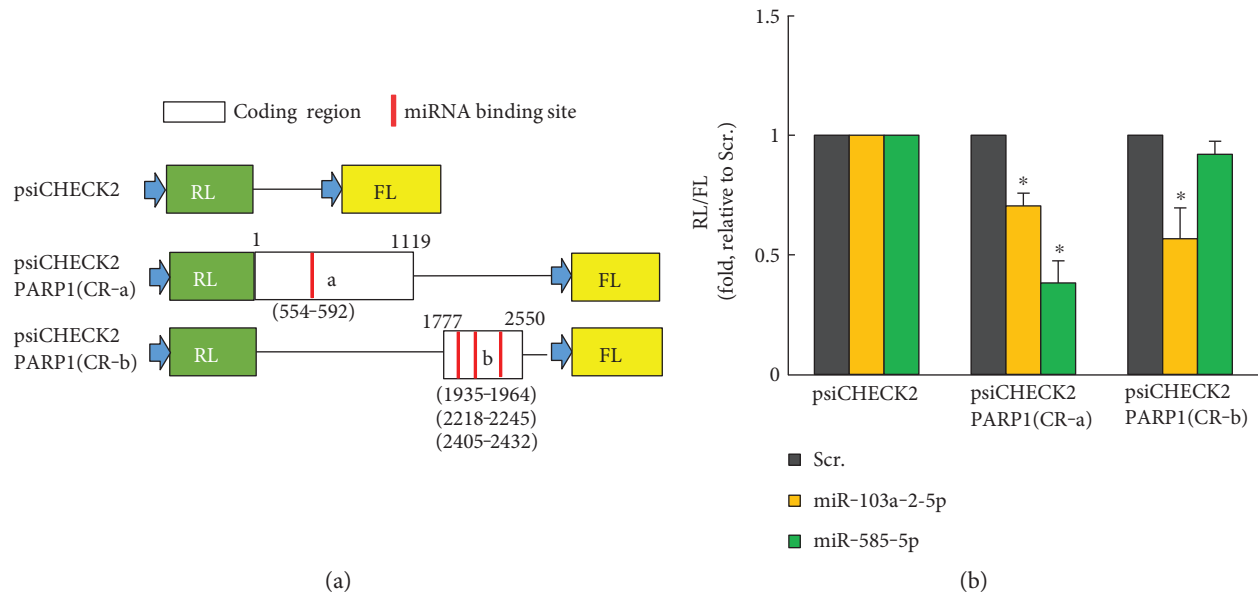 Coding region
miRNA binding site
psiCHECK2
RL
FL
psiCHECK2
PARP1(CR-a)
RL
1
1119
a
(554-592)
FL
psiCHECK2
PARP1(CR-b)
RL
1777
2550
b
(1935-1964)
(2218-2245)
(2405-2432)
FL
(a)
RL/FL
(fold, relative to Scr.)
1.5
1
0.5
0
*
*
*
psiCHECK2
psiCHECK2
PARP1(CR-a)
psiCHECK2
PARP1(CR-b)
Scr.
miR-103a-2-5p
miR-585-5p
(b)